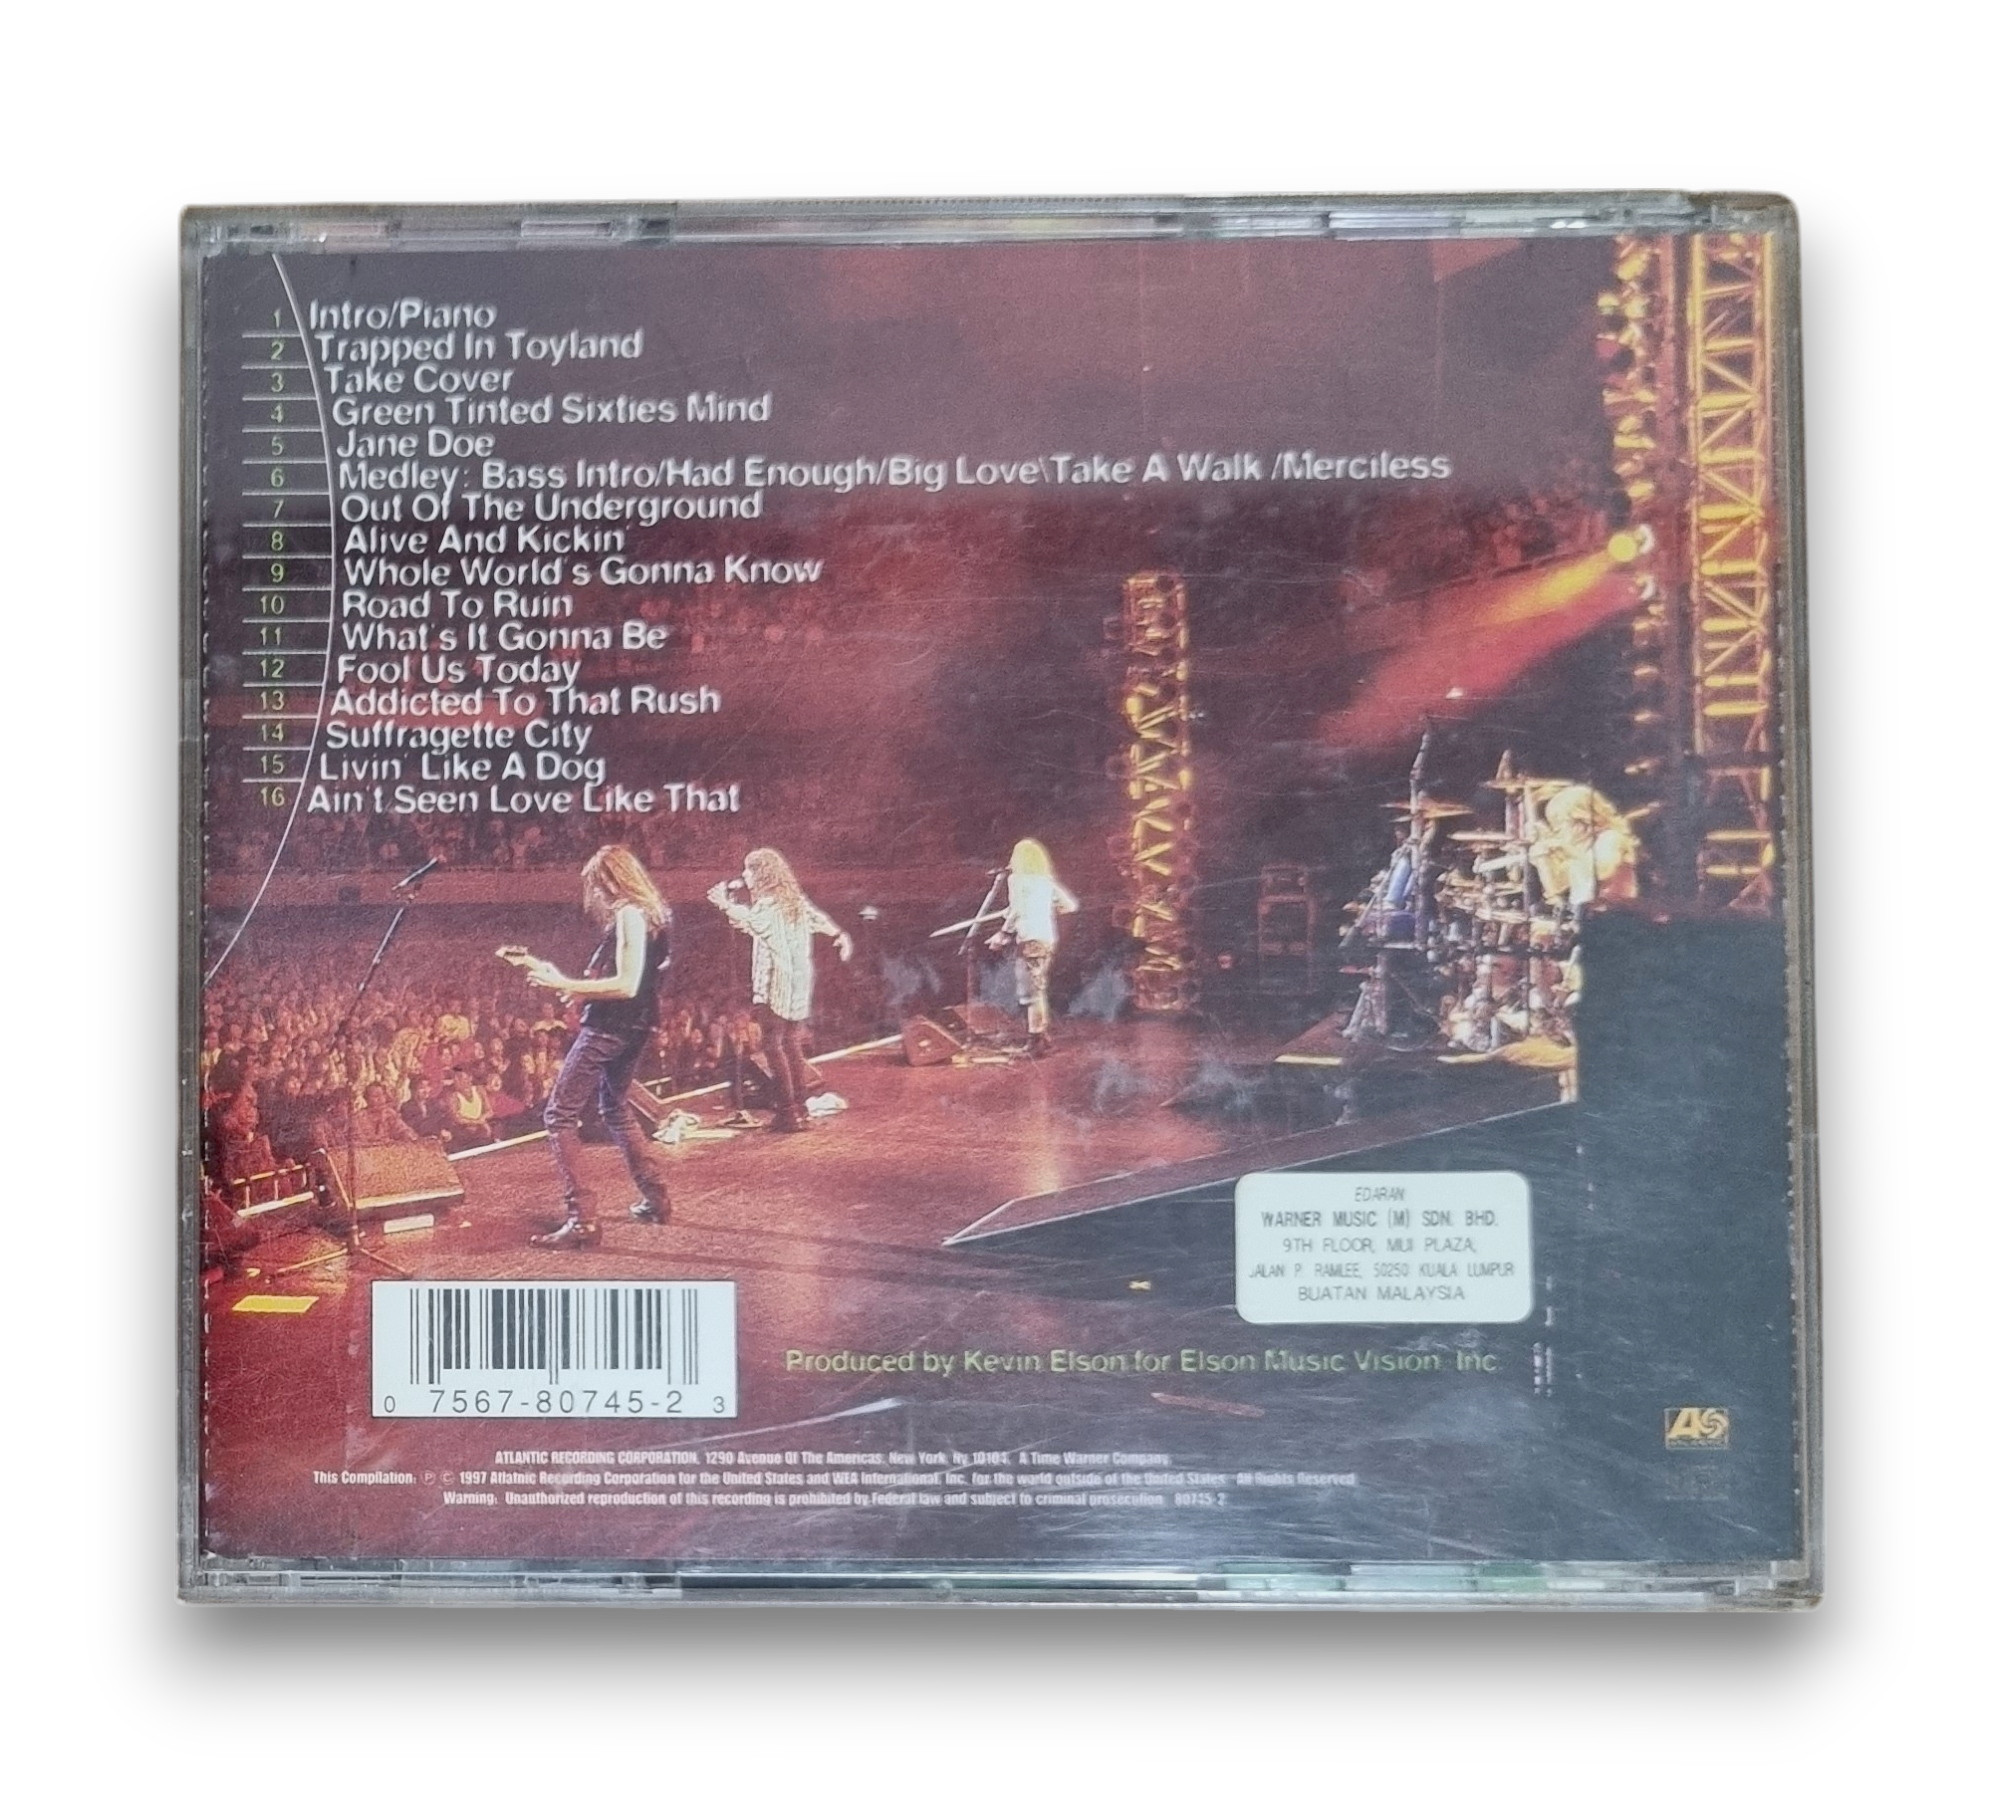 1 Intro/Piano
2 Trapped In Toyland
3 Take Cover
4 Green Tinted Sixties Mind
5 Jane Doe
6 Medley: Bass Intro/Had Enough/Big Love\Take A Walk /Merciless
7 Out Of The Underground
8 Alive And Kickin'
9 Whole World's Gonna Know
10 Road To Ruin
11 What's It Gonna Be
12 Fool Us Today
13 Addicted To That Rush
14 Suffragette City
15 Livin' Like A Dog
16 Ain't Seen Love Like That
EDARAN
WARNER MUSIC (M) SDN. BHD.
9TH FLOOR, MUI PLAZA,
JALAN P. RAMLEE, 50250 KUALA LUMPUR
BUATAN MALAYSIA
Produced by Kevin Elson for Elson Music Vision, Inc.
0 7567-80745-2 3
ATLANTIC RECORDING CORPORATION, 1290 Avenue Of The Americas, New York, Ny 10104, A Time Warner Company
This Compilation: Ⓟ © 1997 Atlatnic Recording Corporation for the United States and WEA International, Inc. for the world outside of the United States. All Rights Reserved
Warning: Unauthorized reproduction of this recording is prohibited by Federal law and subject to criminal prosecution. 80745-2